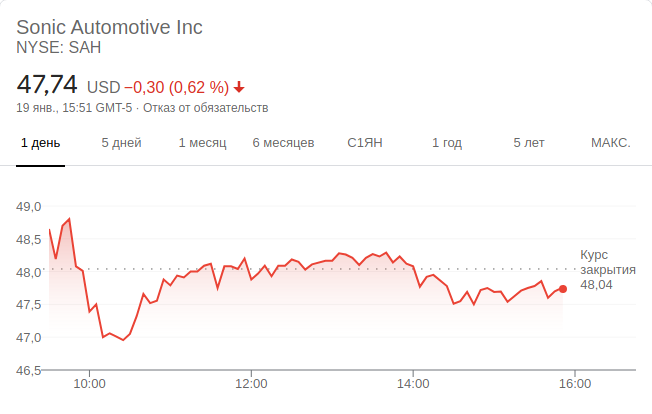 Sonic Automotive Inc
NYSE: SAH
47,74 USD −0,30 (0,62 %)
19 янв., 15:51 GMT-5 · Отказ от обязательств
1 день 5 дней 1 месяц 6 месяцев С1ЯН 1 год 5 лет МАКС.
49,0
48,5
48,0
47,5
47,0
46,5
Курс
закрытия
48,04
10:00 12:00 14:00 16:00